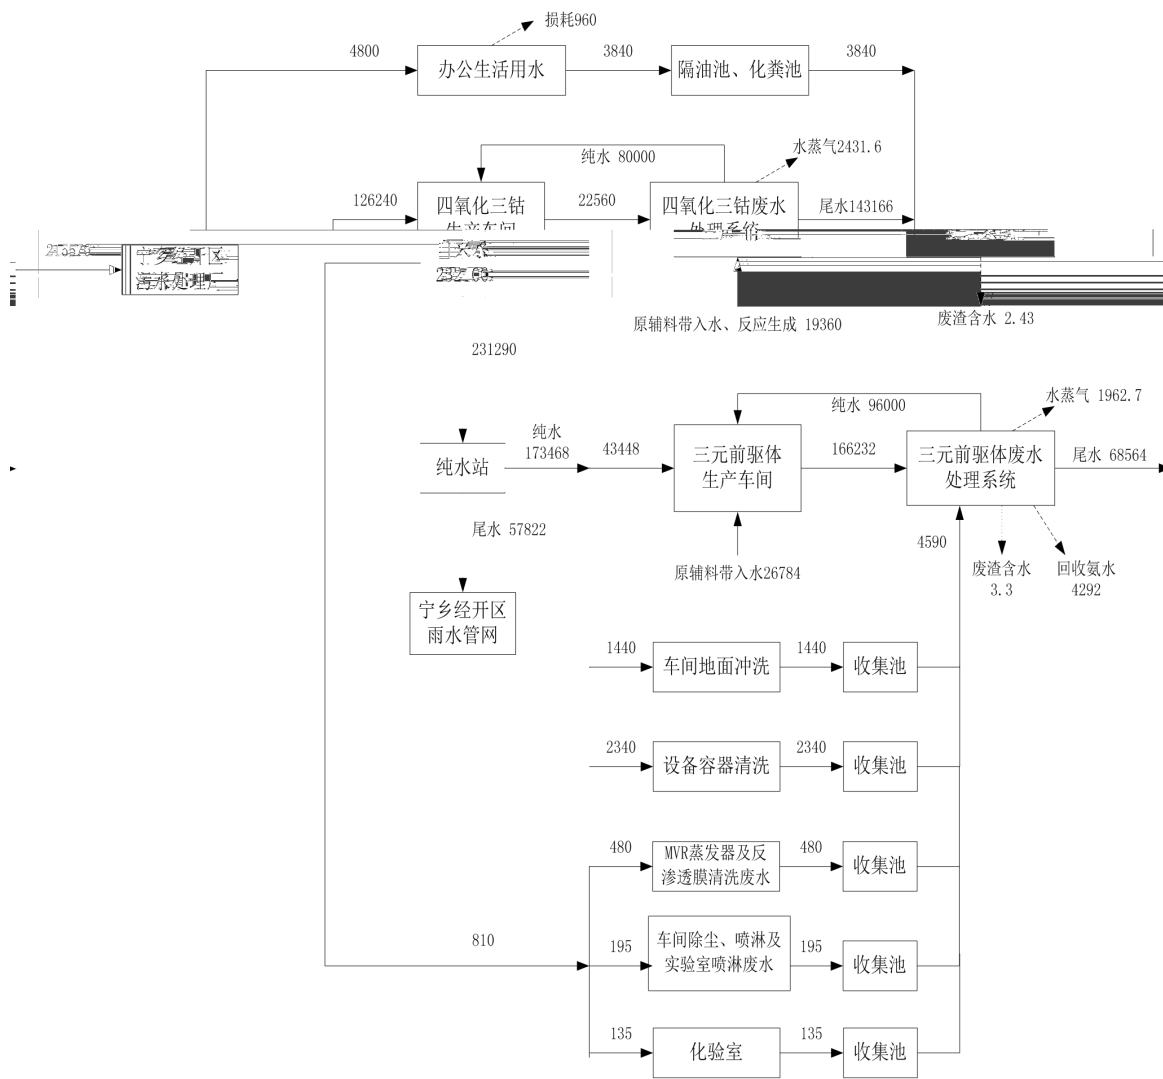 损耗960
4800
办公生活用水
3840
隔油池、化粪池
3840
纯水 80000
水蒸气2431.6
126240
四氧化三钴
生产车间
22560
四氧化三钴废水
处理系统
尾水143166
原辅料带入水、反应生成 19360
废渣含水 2.43
231290
纯水站
纯水
173468
43448
三元前驱体
生产车间
纯水 96000
166232
三元前驱体废水
处理系统
水蒸气 1962.7
尾水 68564
尾水 57822
宁乡经开区
雨水管网
原辅料带入水26784
4590
废渣含水
3.3
回收氨水
4292
1440
车间地面冲洗
1440
收集池
2340
设备容器清洗
2340
收集池
480
MVR蒸发器及反
渗透膜清洗废水
480
收集池
810
195
车间除尘、喷淋及
实验室喷淋废水
195
收集池
135
化验室
135
收集池